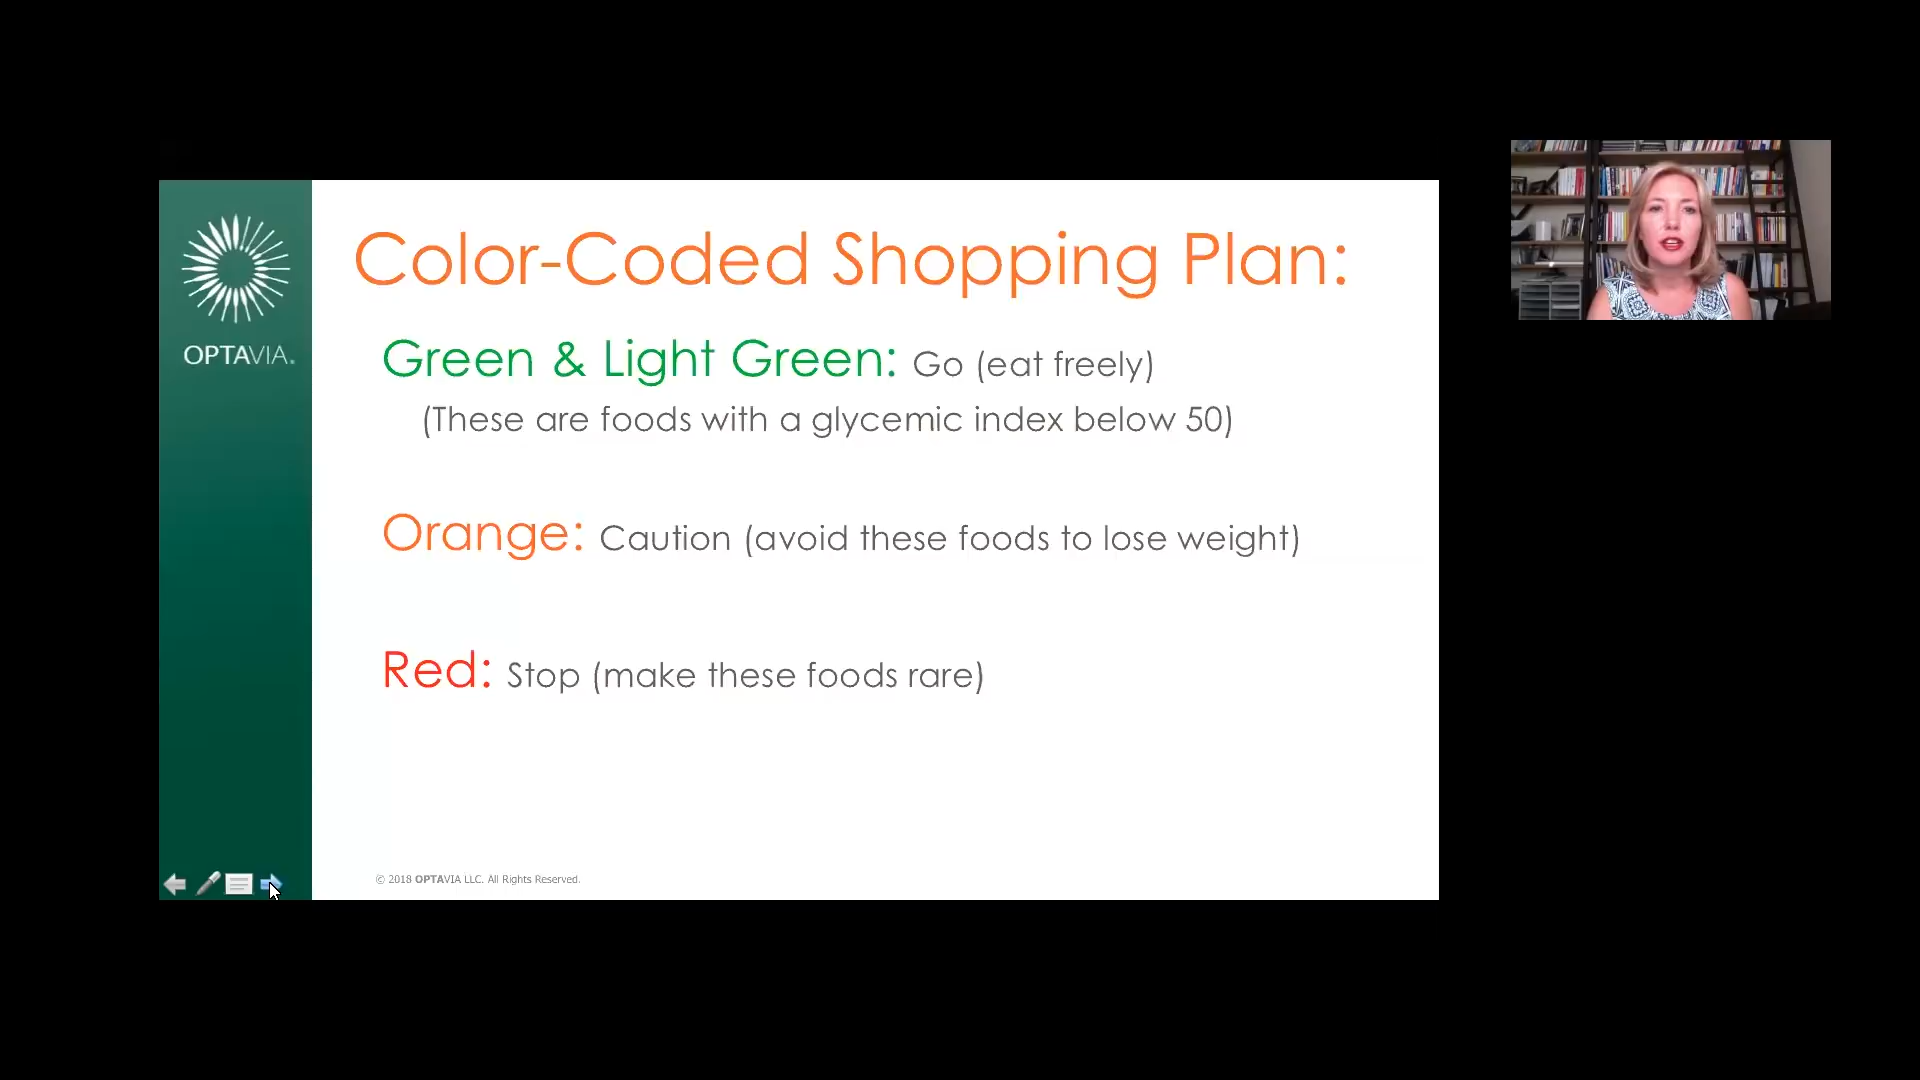 OPTAVIA.
Color-Coded Shopping Plan:
Green & Light Green: Go (eat freely)
(These are foods with a glycemic index below 50)
Orange: Caution (avoid these foods to lose weight)
Red: Stop (make these foods rare)
© 2018 OPTAVIA LLC. All Rights Reserved.